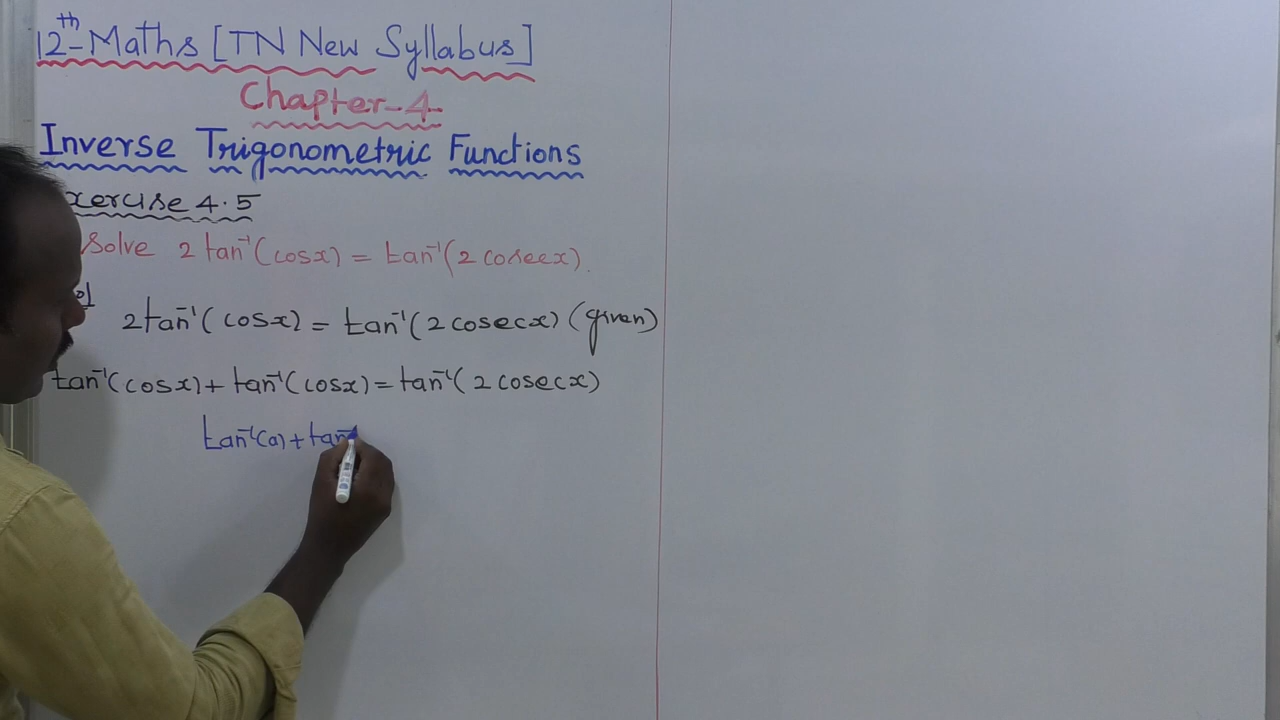 12th-Maths [TN New Syllabus]
Chapter-4
Inverse Trigonometric Functions
xercise 4.5
Solve 2 tan⁻¹(cosx) = tan⁻¹(2 cosecx).
ol
2tan⁻¹(cosx) = tan⁻¹(2cosecx) (given)
tan⁻¹(cosx) + tan⁻¹(cosx) = tan⁻¹(2cosecx)
tan⁻¹(a) + tan⁻¹